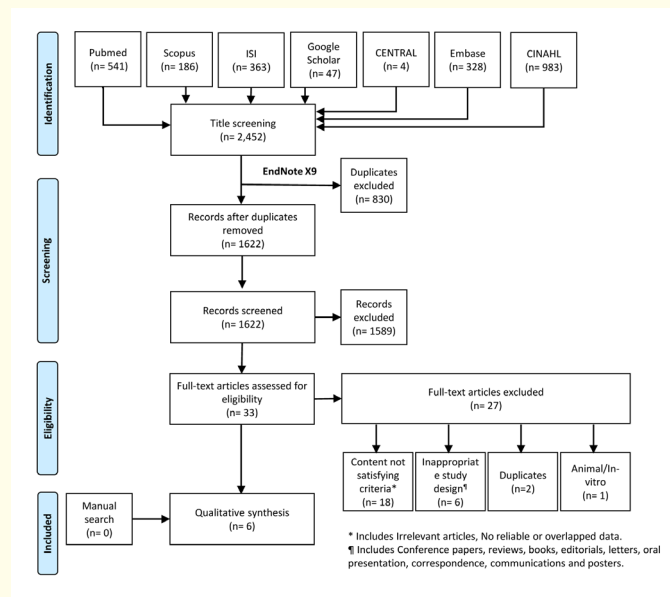 Identification
Pubmed
(n= 541)
Scopus
(n= 186)
ISI
(n= 363)
Google
Scholar
(n= 47)
CENTRAL
(n= 4)
Embase
(n= 328)
CINAHL
(n= 983)
Title screening
(n= 2,452)
EndNote X9
Duplicates
excluded
(n= 830)
Screening
Records after duplicates
removed
(n= 1622)
Records screened
(n= 1622)
Records
excluded
(n= 1589)
Eligibility
Full-text articles assessed for
eligibility
(n= 33)
Full-text articles excluded
(n= 27)
Content not
satisfying
criteria*
(n= 18)
Inappropriat
e study
design¶
(n= 6)
Duplicates
(n=2)
Animal/In-
vitro
(n= 1)
Included
Manual
search
(n= 0)
Qualitative synthesis
(n= 6)
* Includes Irrelevant articles, No reliable or overlapped data.
¶ Includes Conference papers, reviews, books, editorials, letters, oral
presentation, correspondence, communications and posters.